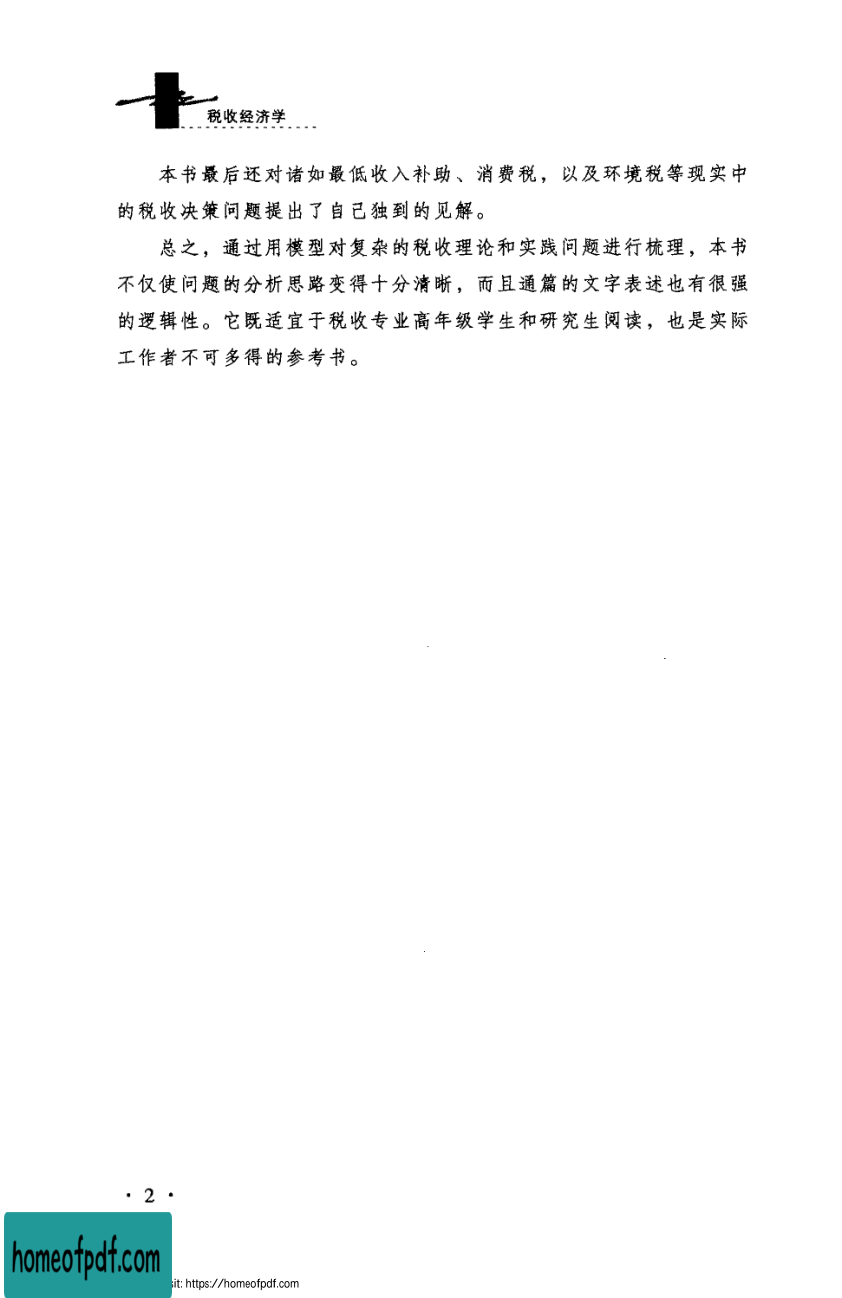 税收经济学
本书最后还对诸如最低收入补助、消费税，以及环境税等现实中
的税收决策问题提出了自己独到的见解。
总之，通过用模型对复杂的税收理论和实践问题进行梳理，本书
不仅使问题的分析思路变得十分清晰，而且通篇的文字表述也有很强
的逻辑性。它既适宜于税收专业高年级学生和研究生阅读，也是实际
工作者不可多得的参考书。
· 2 ·
homeofpdf.com
sit: https://homeofpdf.com